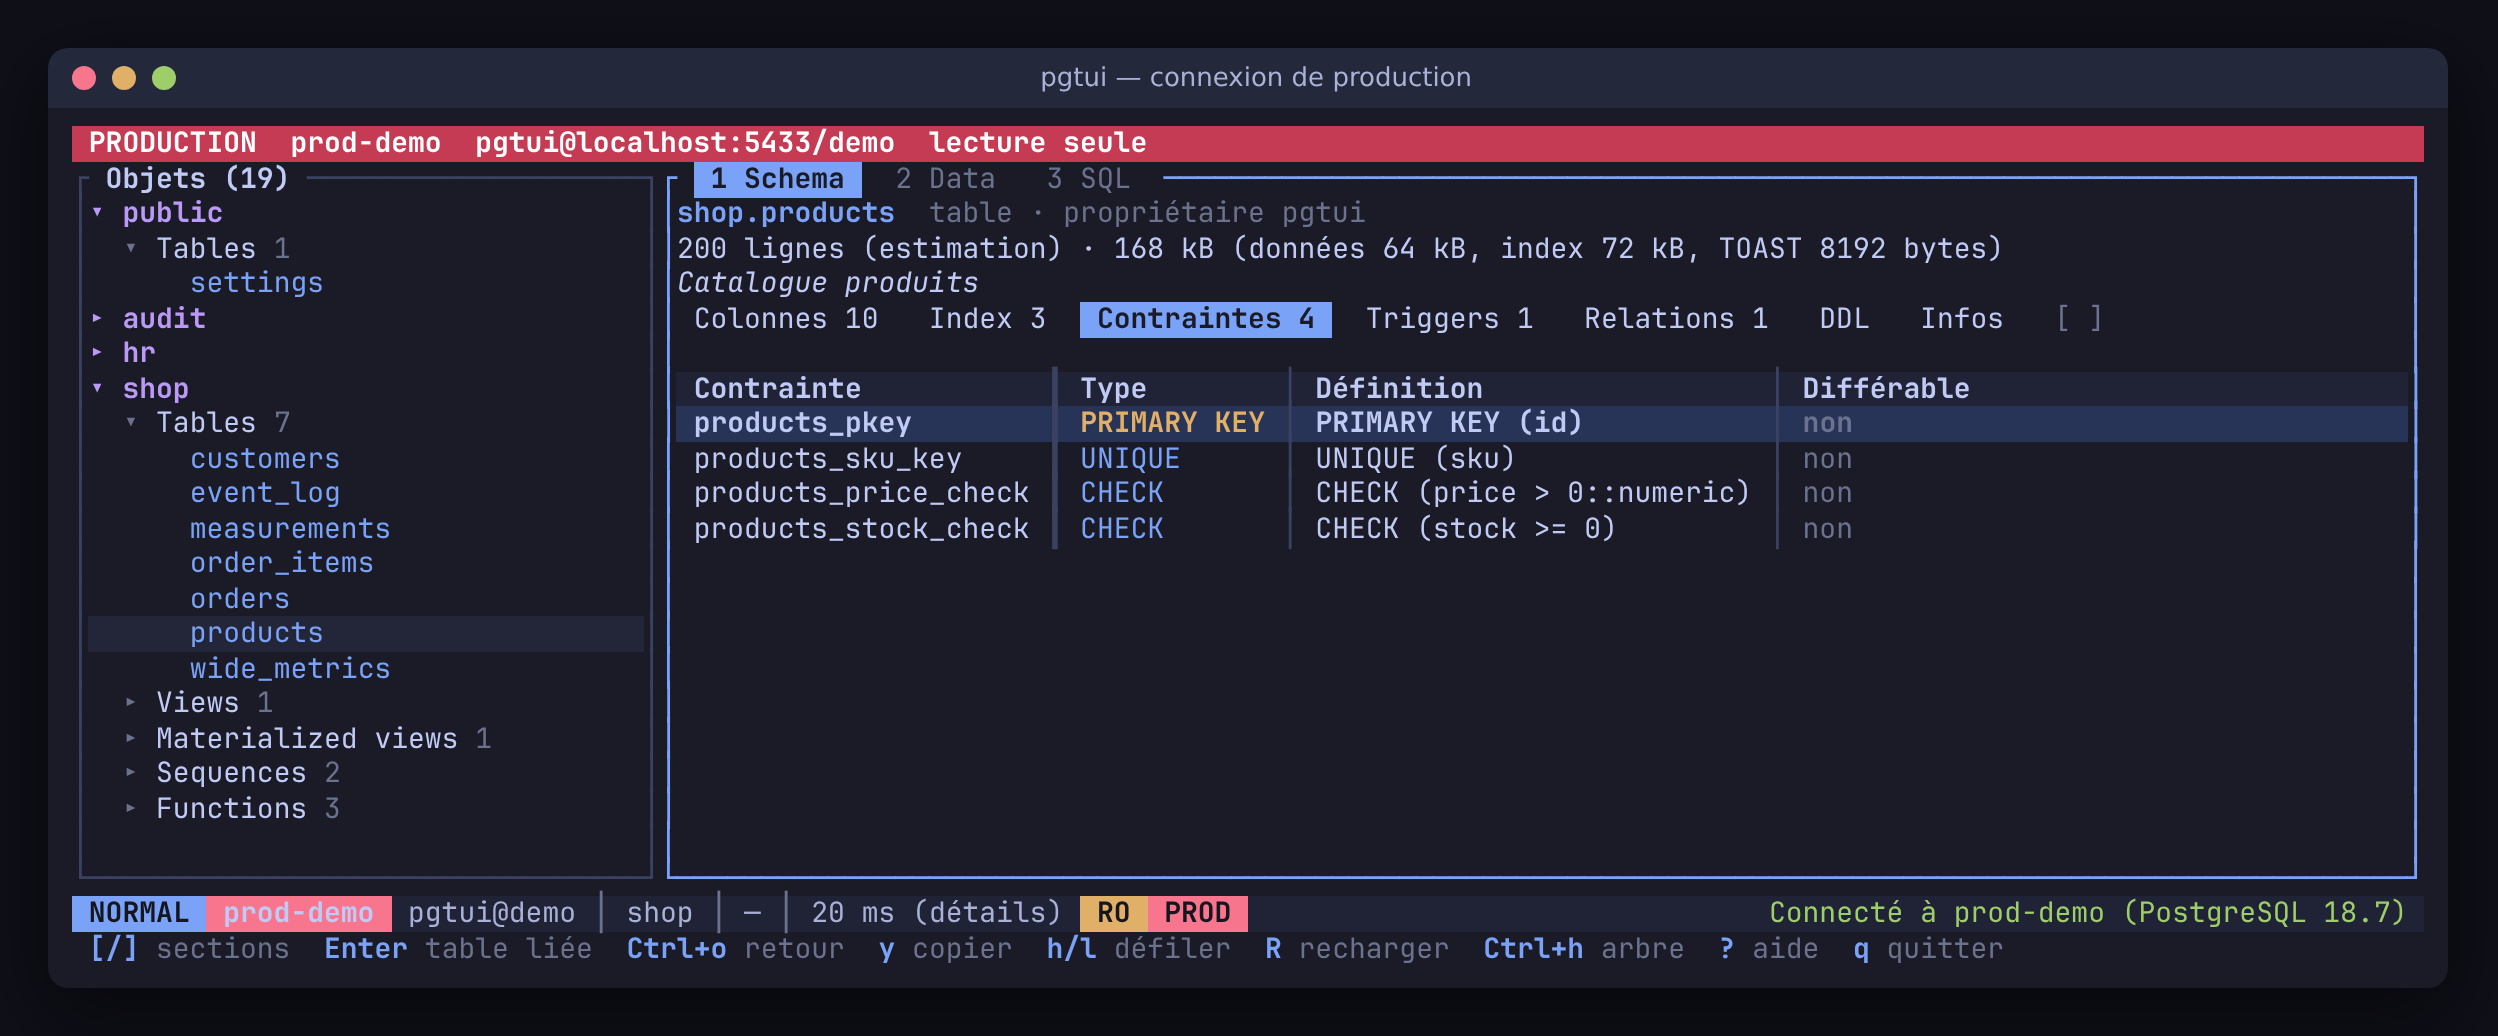 pgtui — connexion de production
PRODUCTION prod-demo pgtui@localhost:5433/demo lecture seule
Objets (19)
▾ public
▾ Tables 1
settings
▸ audit
▸ hr
▾ shop
▾ Tables 7
customers
event_log
measurements
order_items
orders
products
wide_metrics
▸ Views 1
▸ Materialized views 1
▸ Sequences 2
▸ Functions 3
1 Schema 2 Data 3 SQL
shop.products table · propriétaire pgtui
200 lignes (estimation) · 168 kB (données 64 kB, index 72 kB, TOAST 8192 bytes)
Catalogue produits
Colonnes 10 Index 3 Contraintes 4 Triggers 1 Relations 1 DDL Infos [ ]
Contrainte │ Type │ Définition │ Différable
products_pkey │ PRIMARY KEY │ PRIMARY KEY (id) │ non
products_sku_key │ UNIQUE │ UNIQUE (sku) │ non
products_price_check │ CHECK │ CHECK (price > 0::numeric) │ non
products_stock_check │ CHECK │ CHECK (stock >= 0) │ non
NORMAL prod-demo pgtui@demo │ shop │ — │ 20 ms (détails) RO PROD Connecté à prod-demo (PostgreSQL 18.7)
[/] sections Enter table liée Ctrl+o retour y copier h/l défiler R recharger Ctrl+h arbre ? aide q quitter